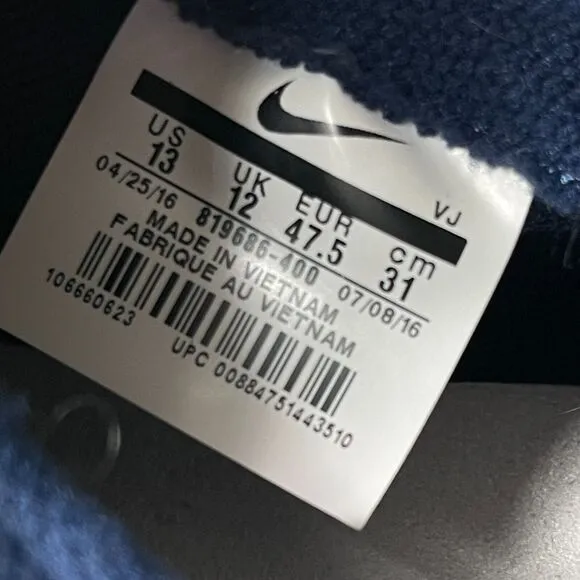 VJ
US UK EUR cm
13 12 47.5 31
04/25/16 819686-400 07/08/16
MADE IN VIETNAM
FABRIQUE AU VIETNAM
106660623
UPC 00884751443510